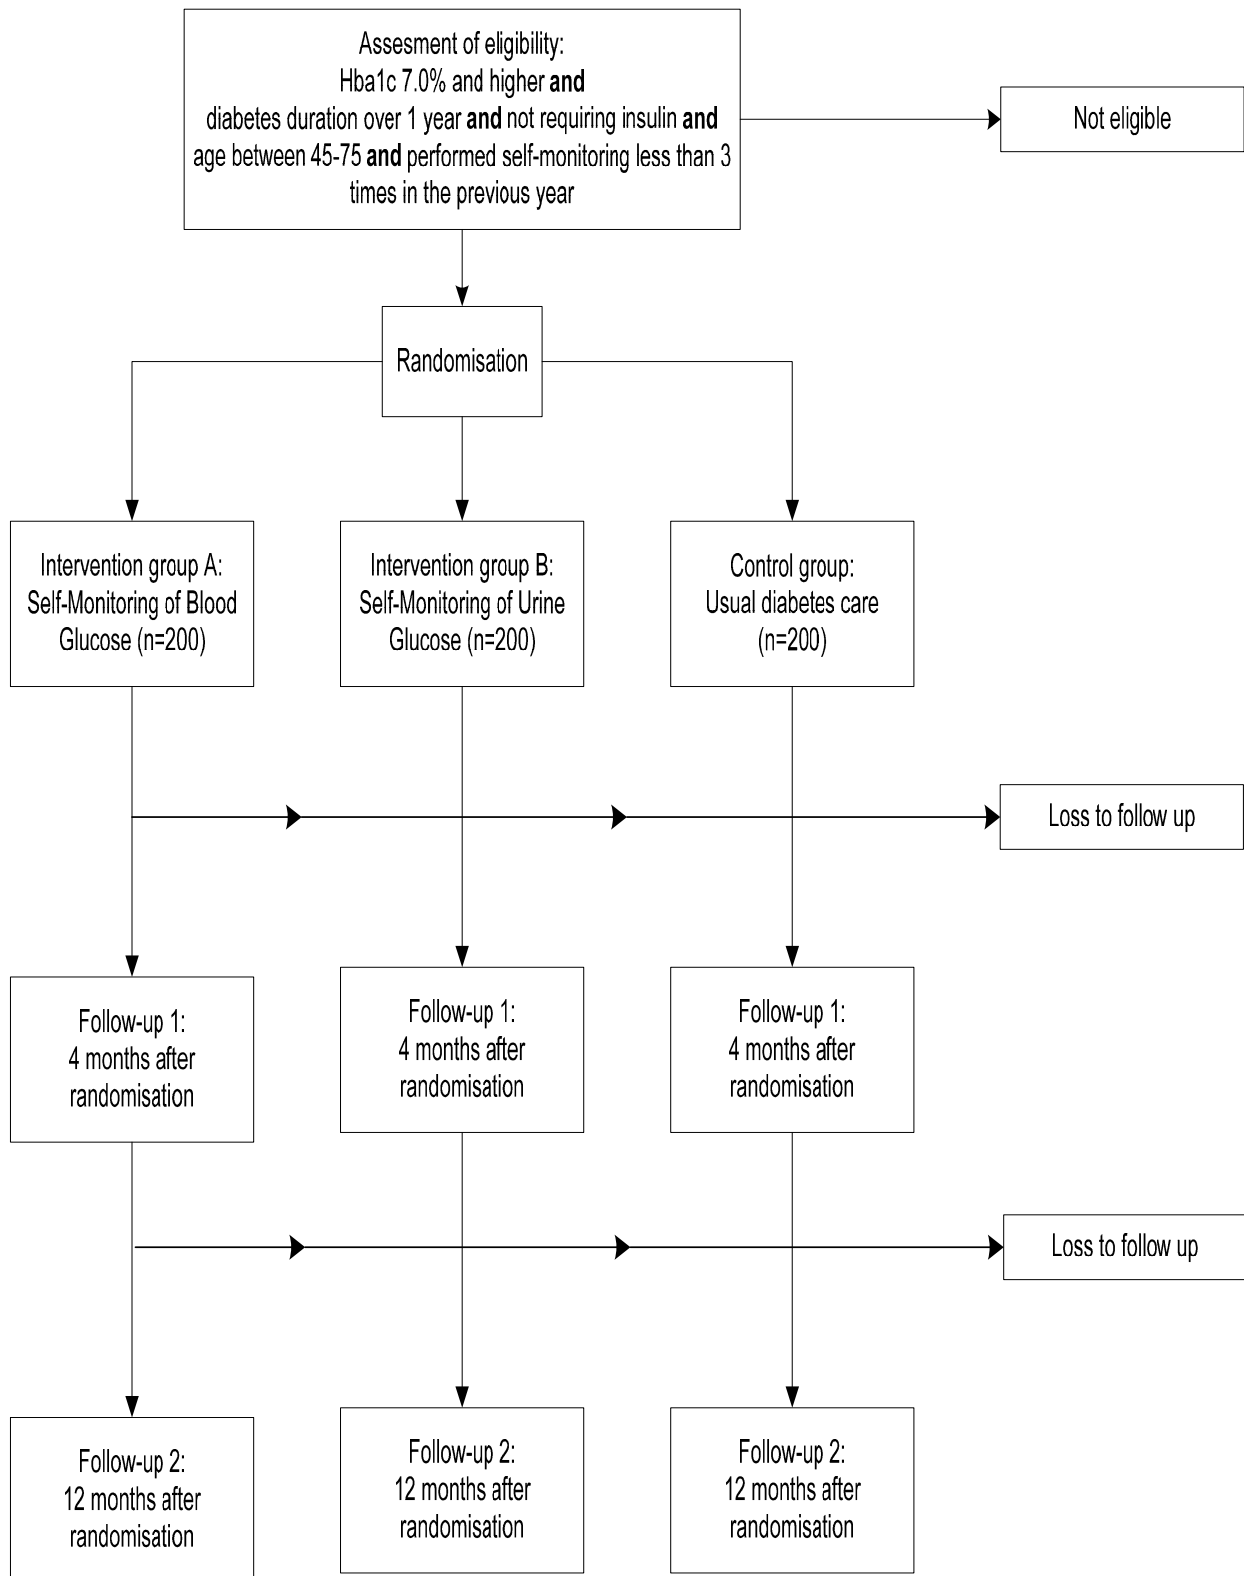 Assesment of eligibility:
Hba1c 7.0% and higher and
diabetes duration over 1 year and not requiring insulin and
age between 45-75 and performed self-monitoring less than 3
times in the previous year
Not eligible
Randomisation
Intervention group A:
Self-Monitoring of Blood
Glucose (n=200)
Intervention group B:
Self-Monitoring of Urine
Glucose (n=200)
Control group:
Usual diabetes care
(n=200)
Loss to follow up
Follow-up 1:
4 months after
randomisation
Follow-up 1:
4 months after
randomisation
Follow-up 1:
4 months after
randomisation
Loss to follow up
Follow-up 2:
12 months after
randomisation
Follow-up 2:
12 months after
randomisation
Follow-up 2:
12 months after
randomisation